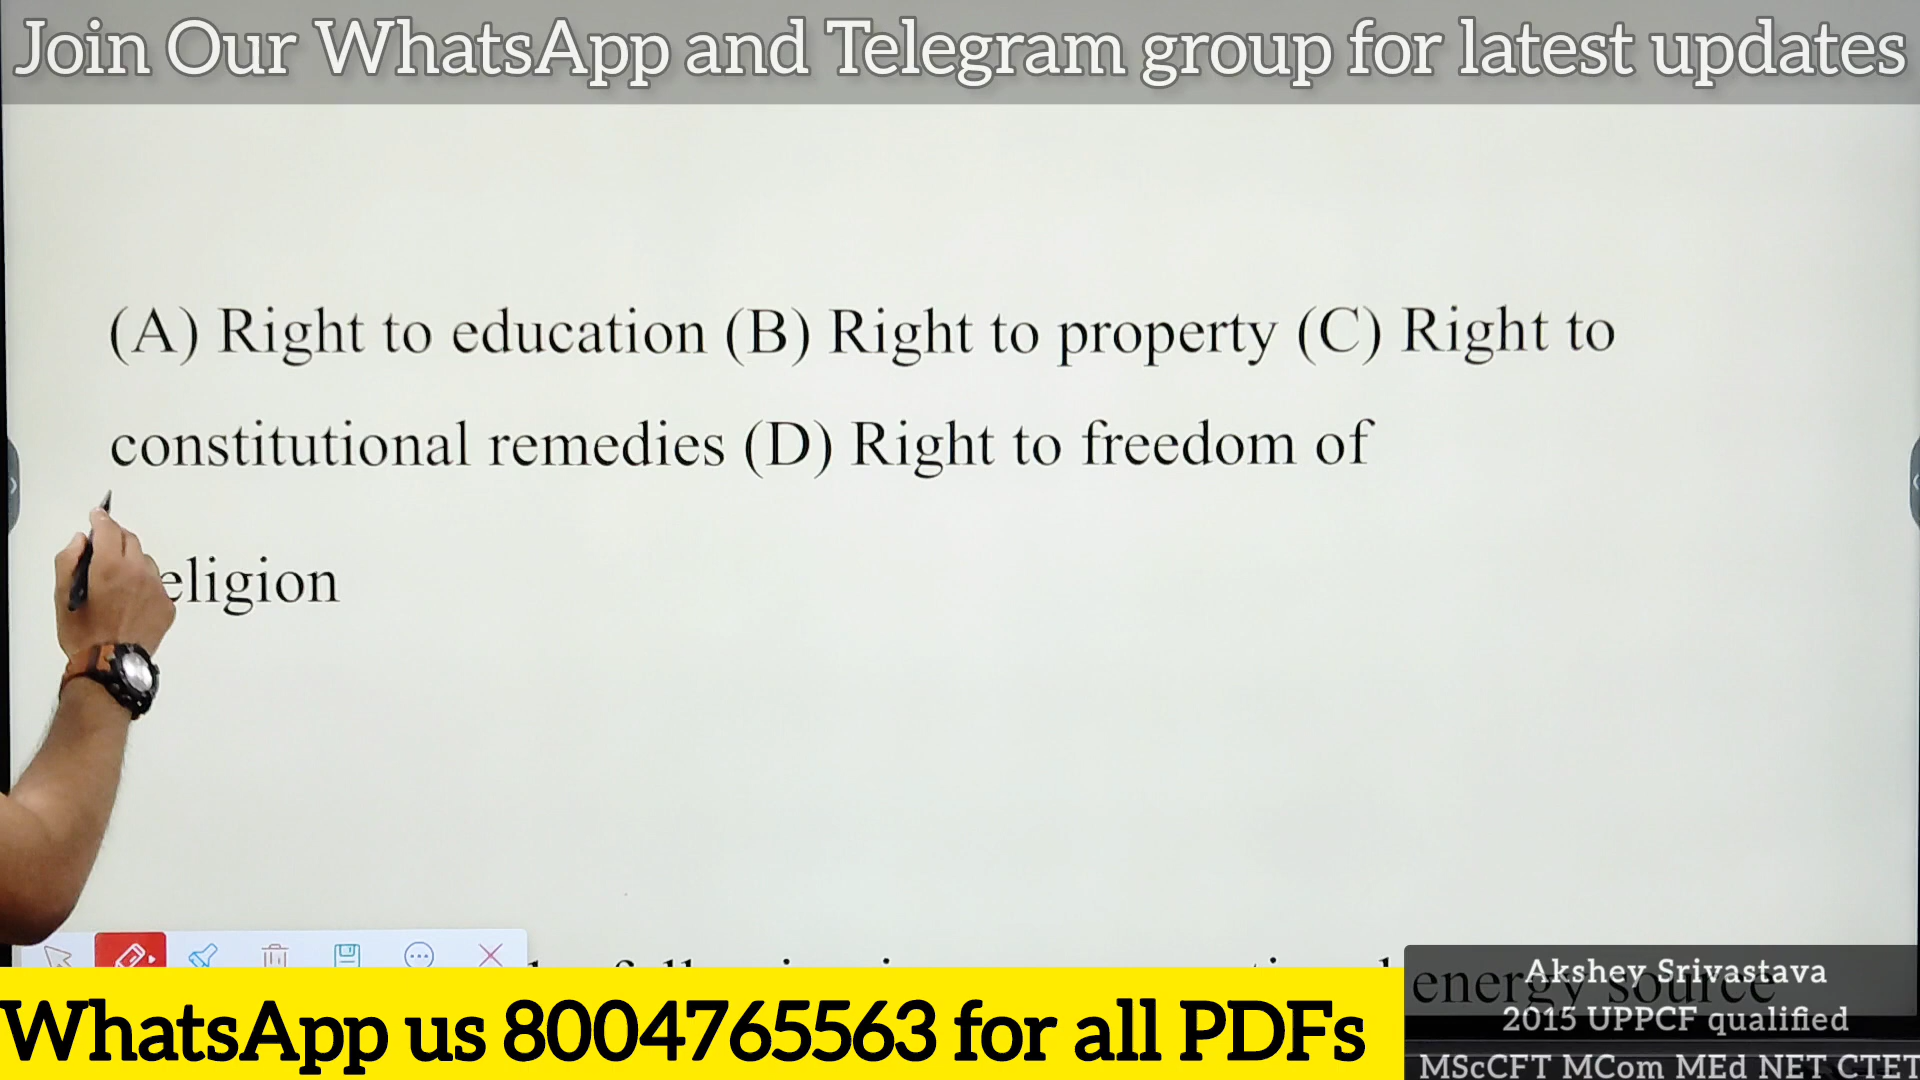 Join Our WhatsApp and Telegram group for latest updates
(A) Right to education (B) Right to property (C) Right to
constitutional remedies (D) Right to freedom of
eligion
energy source
Akshey Srivastava
2015 UPPCF qualified
MScCFT MCom MEd NET CTET
WhatsApp us 8004765563 for all PDFs